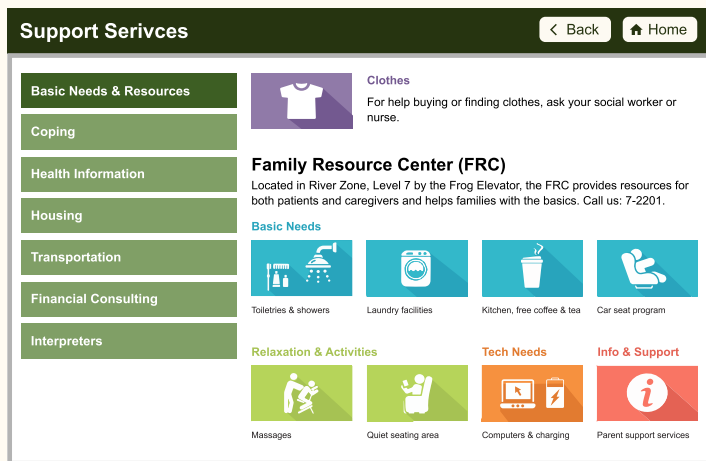 Support Serivces
Back
Home
Basic Needs & Resources
Coping
Health Information
Housing
Transportation
Financial Consulting
Interpreters
Clothes
For help buying or finding clothes, ask your social worker or
nurse.
Family Resource Center (FRC)
Located in River Zone, Level 7 by the Frog Elevator, the FRC provides resources for
both patients and caregivers and helps families with the basics. Call us: 7-2201.
Basic Needs
Toiletries & showers
Laundry facilities
Kitchen, free coffee & tea
Car seat program
Relaxation & Activities
Tech Needs
Info & Support
Massages
Quiet seating area
Computers & charging
Parent support services